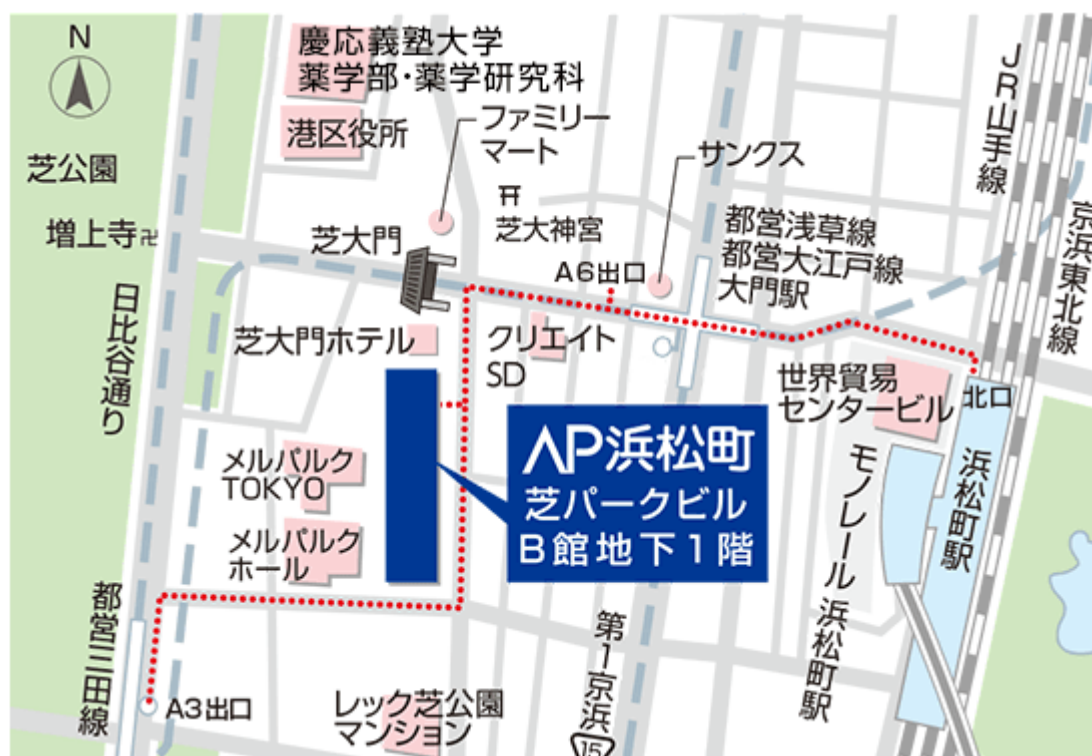 N
慶応義塾大学
薬学部・薬学研究科
港区役所
ファミリー
マート
サンクス
JR山手線
京浜東北線
芝公園
増上寺卍
芝大門
芝大神宮
A6出口
都営浅草線
都営大江戸線
大門駅
日比谷通り
芝大門ホテル
クリエイト
SD
世界貿易
センタービル
北口
浜松町駅
モノレール 浜松町駅
メルパルク
TOKYO
メルパルク
ホール
AP浜松町
芝パークビル
B館地下1階
都営三田線
A3出口
レック芝公園
マンション
第1京浜
15